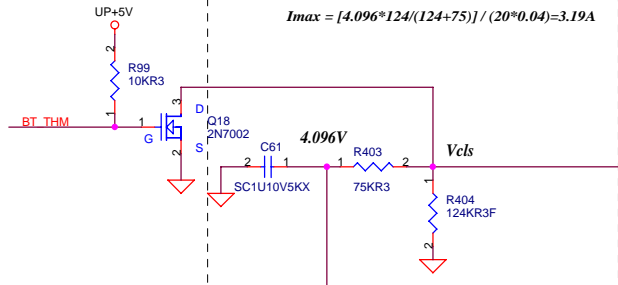 UP+5V
Imax = [4.096*124/(124+75)] / (20*0.04)=3.19A
2
R99
10KR3
1
BT_THM
1
G
3
D
Q18
2N7002
S
2
4.096V
Vcls
C61
2
1
SC1U10V5KX
R403
1
2
75KR3
1
R404
124KR3F
2